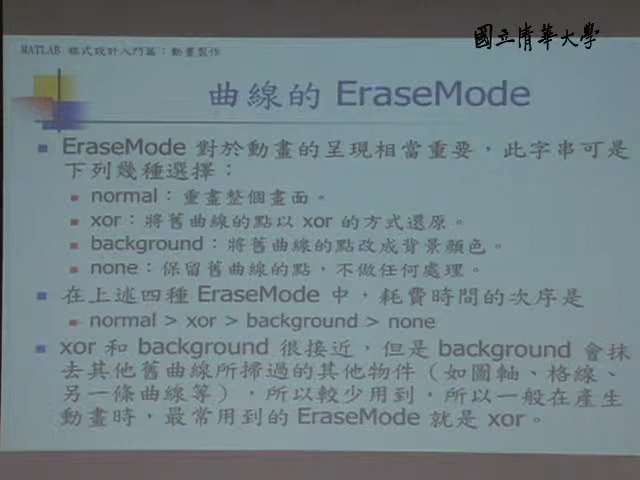 國立清華大學
MATLAB 程式設計入門篇：動畫製作
曲線的 EraseMode
EraseMode 對於動畫的呈現相當重要，此字串可是
下列幾種選擇：
normal：重畫整個畫面。
xor：將舊曲線的點以 xor 的方式還原。
background：將舊曲線的點改成背景顏色。
none：保留舊曲線的點，不做任何處理。
在上述四種 EraseMode 中，耗費時間的次序是
normal > xor > background > none
xor 和 background 很接近，但是 background 會抹
去其他舊曲線所掃過的其他物件（如圖軸、格線、
另一條曲線等），所以較少用到，所以一般在產生
動畫時，最常用到的 EraseMode 就是 xor。